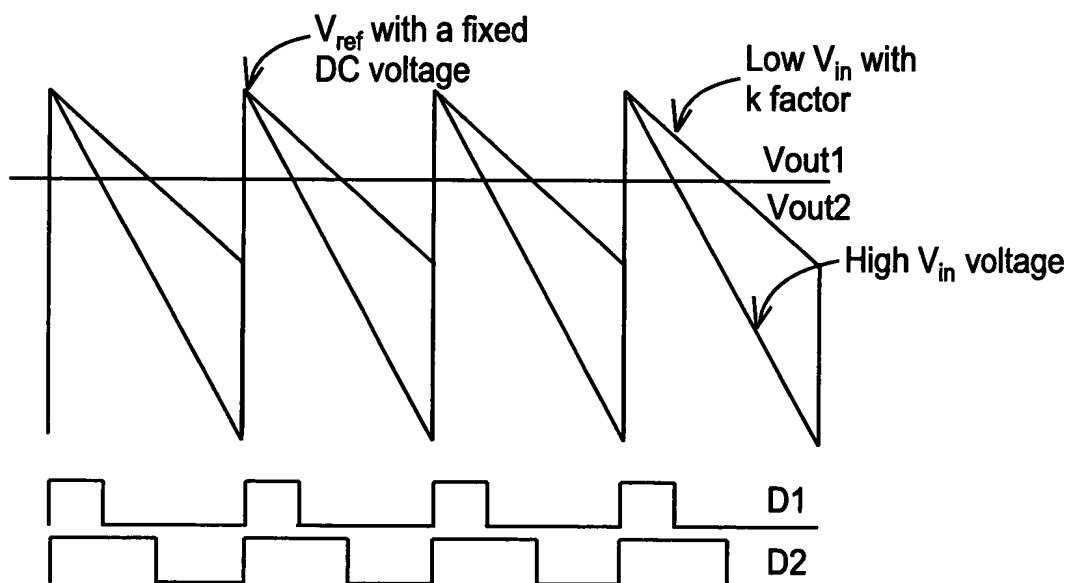 V_ref with a fixed
DC voltage
Low V_in with
k factor
Vout1
Vout2
High V_in voltage
D1
D2